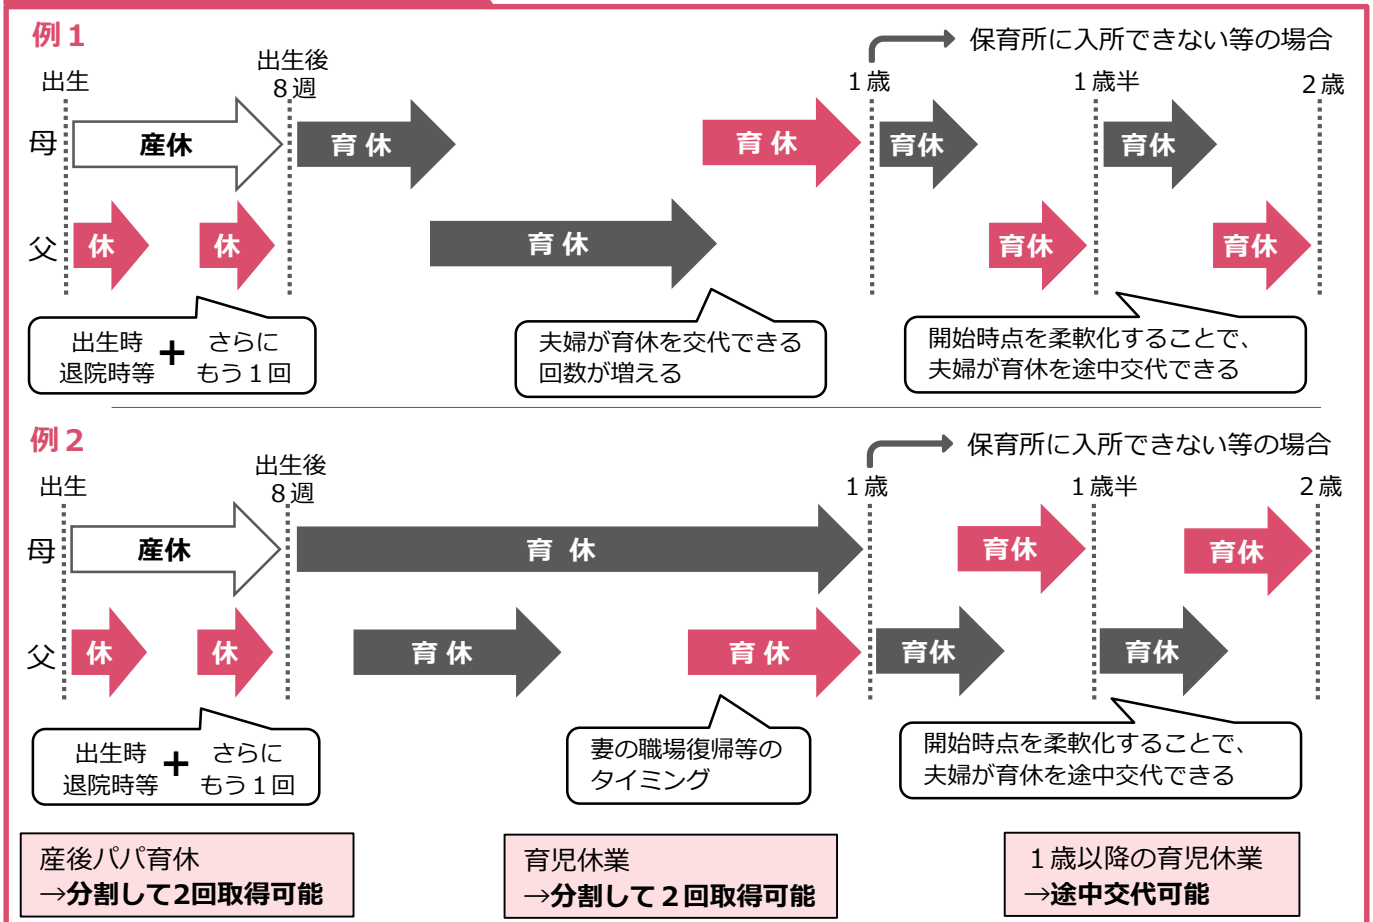 例１
保育所に入所できない等の場合
出生
出生後
８週
１歳
１歳半
２歳
母
産休
育休
育休
育休
育休
父
休
休
育休
育休
育休
出生時
退院時等
＋
さらに
もう１回
夫婦が育休を交代できる
回数が増える
開始時点を柔軟化することで、
夫婦が育休を途中交代できる
例２
保育所に入所できない等の場合
出生
出生後
８週
１歳
１歳半
２歳
母
産休
育休
育休
育休
父
休
休
育休
育休
育休
育休
出生時
退院時等
＋
さらに
もう１回
妻の職場復帰等の
タイミング
開始時点を柔軟化することで、
夫婦が育休を途中交代できる
産後パパ育休
→分割して2回取得可能
育児休業
→分割して２回取得可能
１歳以降の育児休業
→途中交代可能